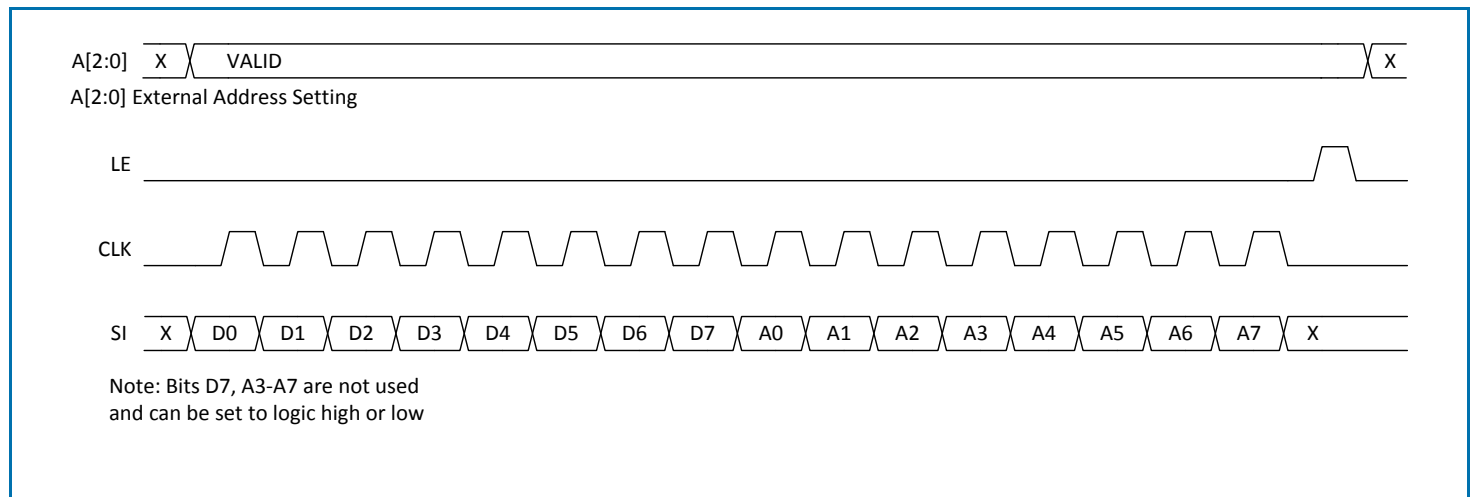 A[2:0] X VALID X
A[2:0] External Address Setting
LE
CLK
SI X D0 D1 D2 D3 D4 D5 D6 D7 A0 A1 A2 A3 A4 A5 A6 A7 X
Note: Bits D7, A3-A7 are not used
and can be set to logic high or low